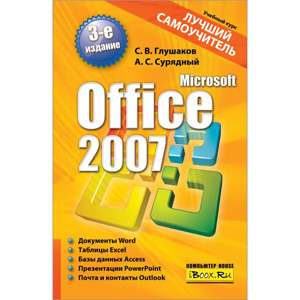 Учебный курс
ЛУЧШИЙ
САМОУЧИТЕЛЬ
3-е
издание
С. В. Глушаков
А. С. Сурядный
Microsoft
Office
2007
Документы Word
Таблицы Excel
Базы данных Access
Презентации PowerPoint
Почта и контакты Outlook
КОМПЬЮТЕР-HOUSE
iBoox.Ru